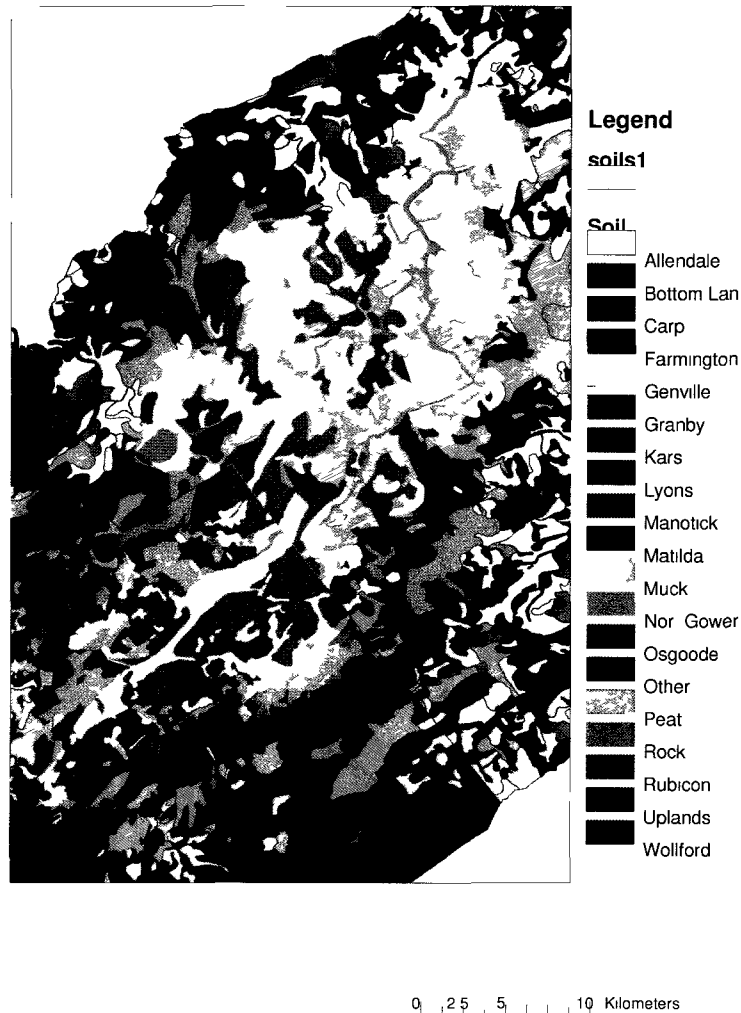 Legend
soils1
Soil
Allendale
Bottom Lan
Carp
Farmington
Genville
Granby
Kars
Lyons
Manotick
Matilda
Muck
Nor Gower
Osgoode
Other
Peat
Rock
Rubicon
Uplands
Wollford
0 2 5 5 10 Kilometers